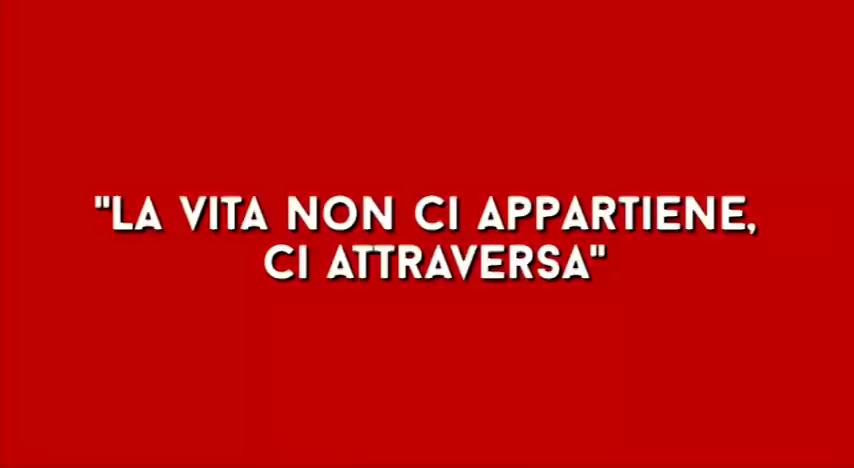 "LA VITA NON CI APPARTIENE,
CI ATTRAVERSA"